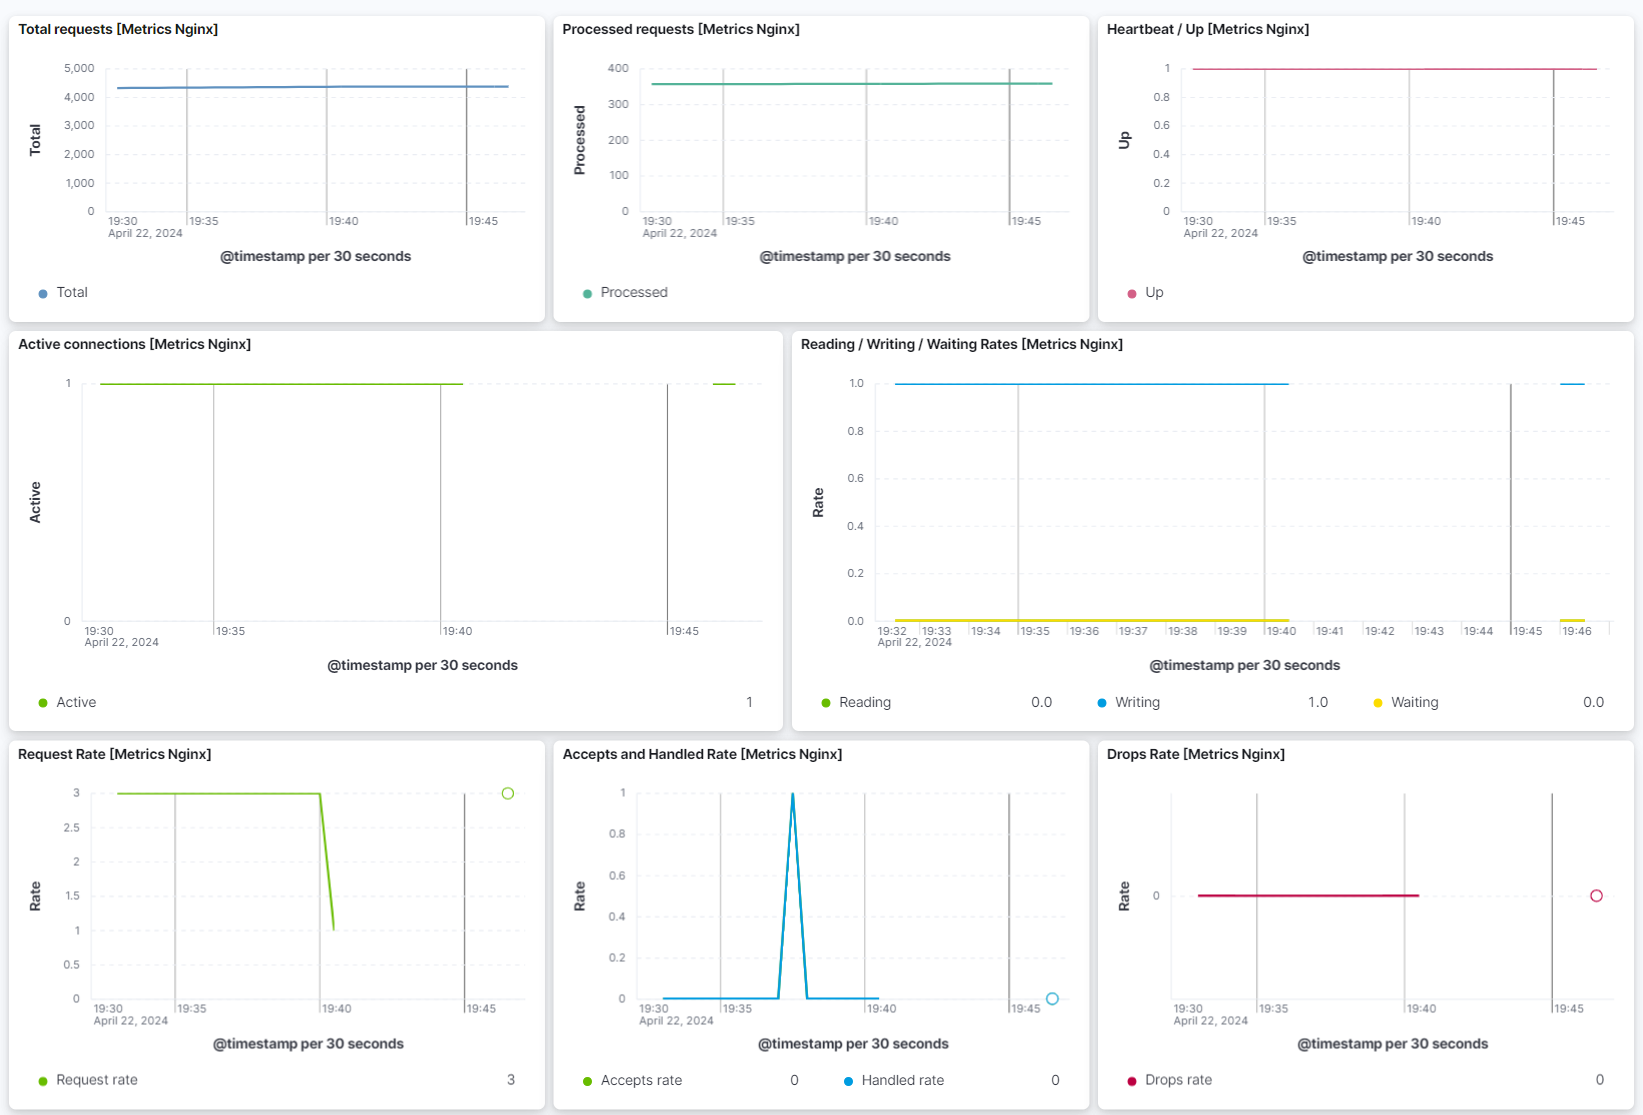 Total requests [Metrics Nginx]
Total
5,000
4,000
3,000
2,000
1,000
0
19:30 19:35 19:40 19:45
April 22, 2024
@timestamp per 30 seconds
Total
Processed requests [Metrics Nginx]
Processed
400
300
200
100
0
19:30 19:35 19:40 19:45
April 22, 2024
@timestamp per 30 seconds
Processed
Heartbeat / Up [Metrics Nginx]
Up
1
0.8
0.6
0.4
0.2
0
19:30 19:35 19:40 19:45
April 22, 2024
@timestamp per 30 seconds
Up
Active connections [Metrics Nginx]
Active
1
0
19:30 19:35 19:40 19:45
April 22, 2024
@timestamp per 30 seconds
Active 1
Reading / Writing / Waiting Rates [Metrics Nginx]
Rate
1.0
0.8
0.6
0.4
0.2
0.0
19:32 19:33 19:34 19:35 19:36 19:37 19:38 19:39 19:40 19:41 19:42 19:43 19:44 19:45 19:46
April 22, 2024
@timestamp per 30 seconds
Reading 0.0 Writing 1.0 Waiting 0.0
Request Rate [Metrics Nginx]
Rate
3
2.5
2
1.5
1
0.5
0
19:30 19:35 19:40 19:45
April 22, 2024
@timestamp per 30 seconds
Request rate 3
Accepts and Handled Rate [Metrics Nginx]
Rate
1
0.8
0.6
0.4
0.2
0
19:30 19:35 19:40 19:45
April 22, 2024
@timestamp per 30 seconds
Accepts rate 0 Handled rate 0
Drops Rate [Metrics Nginx]
Rate
0
19:30 19:35 19:40 19:45
April 22, 2024
@timestamp per 30 seconds
Drops rate 0